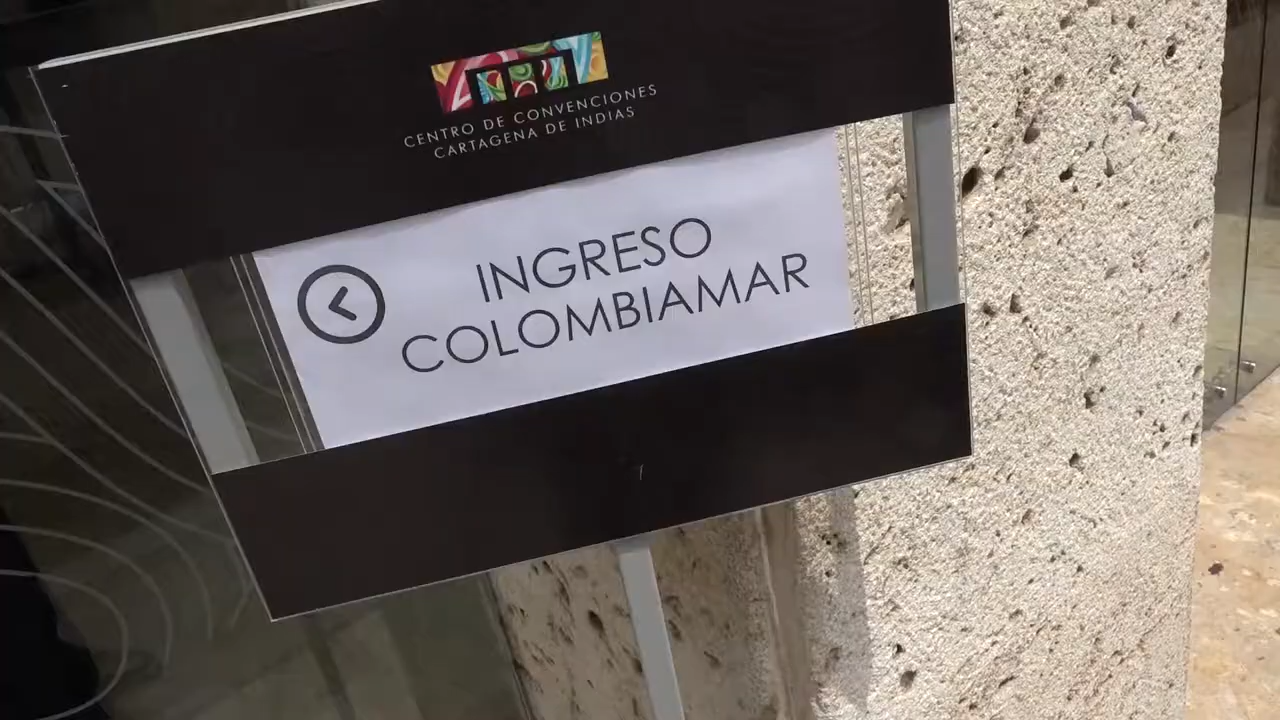 CENTRO DE CONVENCIONES
CARTAGENA DE INDIAS
INGRESO
COLOMBIAMAR